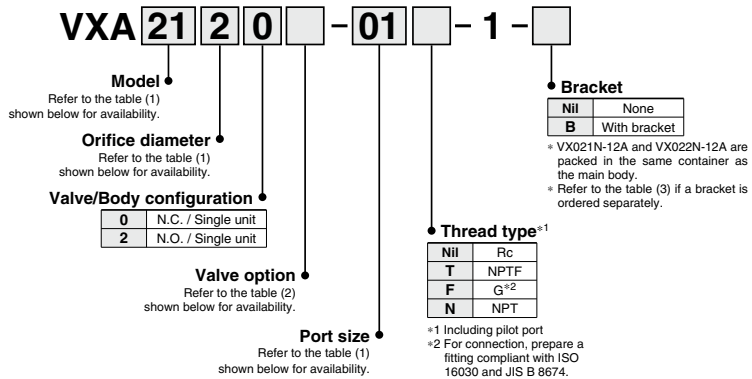 VXA 21 2 0 – 01 – 1 –
Model
Refer to the table (1)
shown below for availability.
Orifice diameter
Refer to the table (1)
shown below for availability.
Valve/Body configuration
0 N.C. / Single unit
2 N.O. / Single unit
Valve option
Refer to the table (2)
shown below for availability.
Port size
Refer to the table (1)
shown below for availability.
Bracket
Nil None
B With bracket
∗ VX021N-12A and VX022N-12A are
packed in the same container as
the main body.
∗ Refer to the table (3) if a bracket is
ordered separately.
Thread type∗1
Nil Rc
T NPTF
F G∗2
N NPT
∗1 Including pilot port
∗2 For connection, prepare a
fitting compliant with ISO
16030 and JIS B 8674.